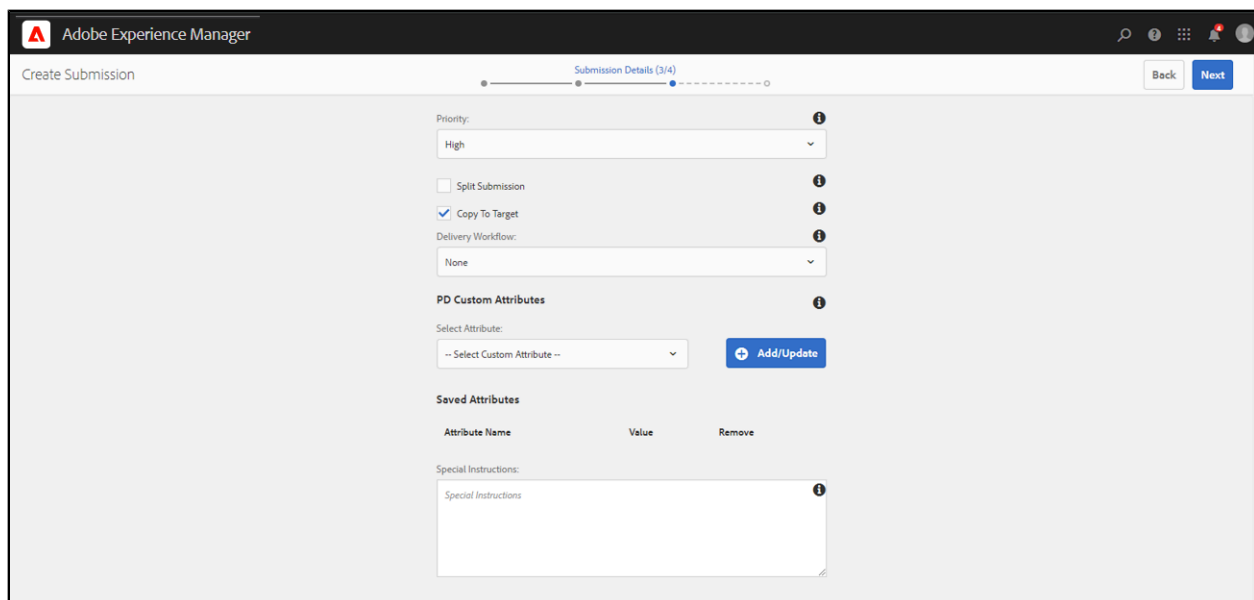 Adobe Experience Manager
4
Create Submission
Submission Details (3/4)
Back
Next
Priority:
High
Split Submission
Copy To Target
Delivery Workflow:
None
PD Custom Attributes
Select Attribute:
-- Select Custom Attribute --
Add/Update
Saved Attributes
Attribute Name Value Remove
Special Instructions:
Special Instructions